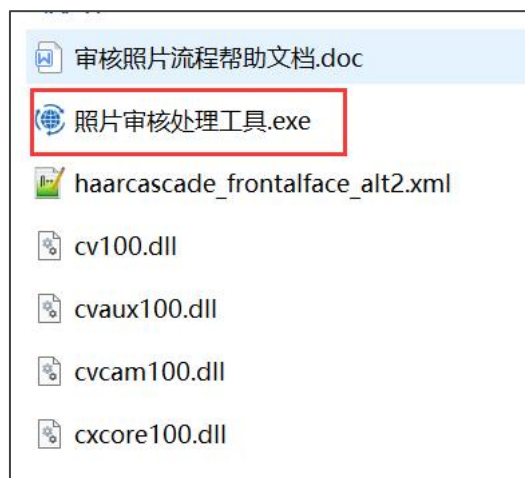 审核照片流程帮助文档.doc
照片审核处理工具.exe
haarcascade_frontalface_alt2.xml
cv100.dll
cvaux100.dll
cvcam100.dll
cxcore100.dll